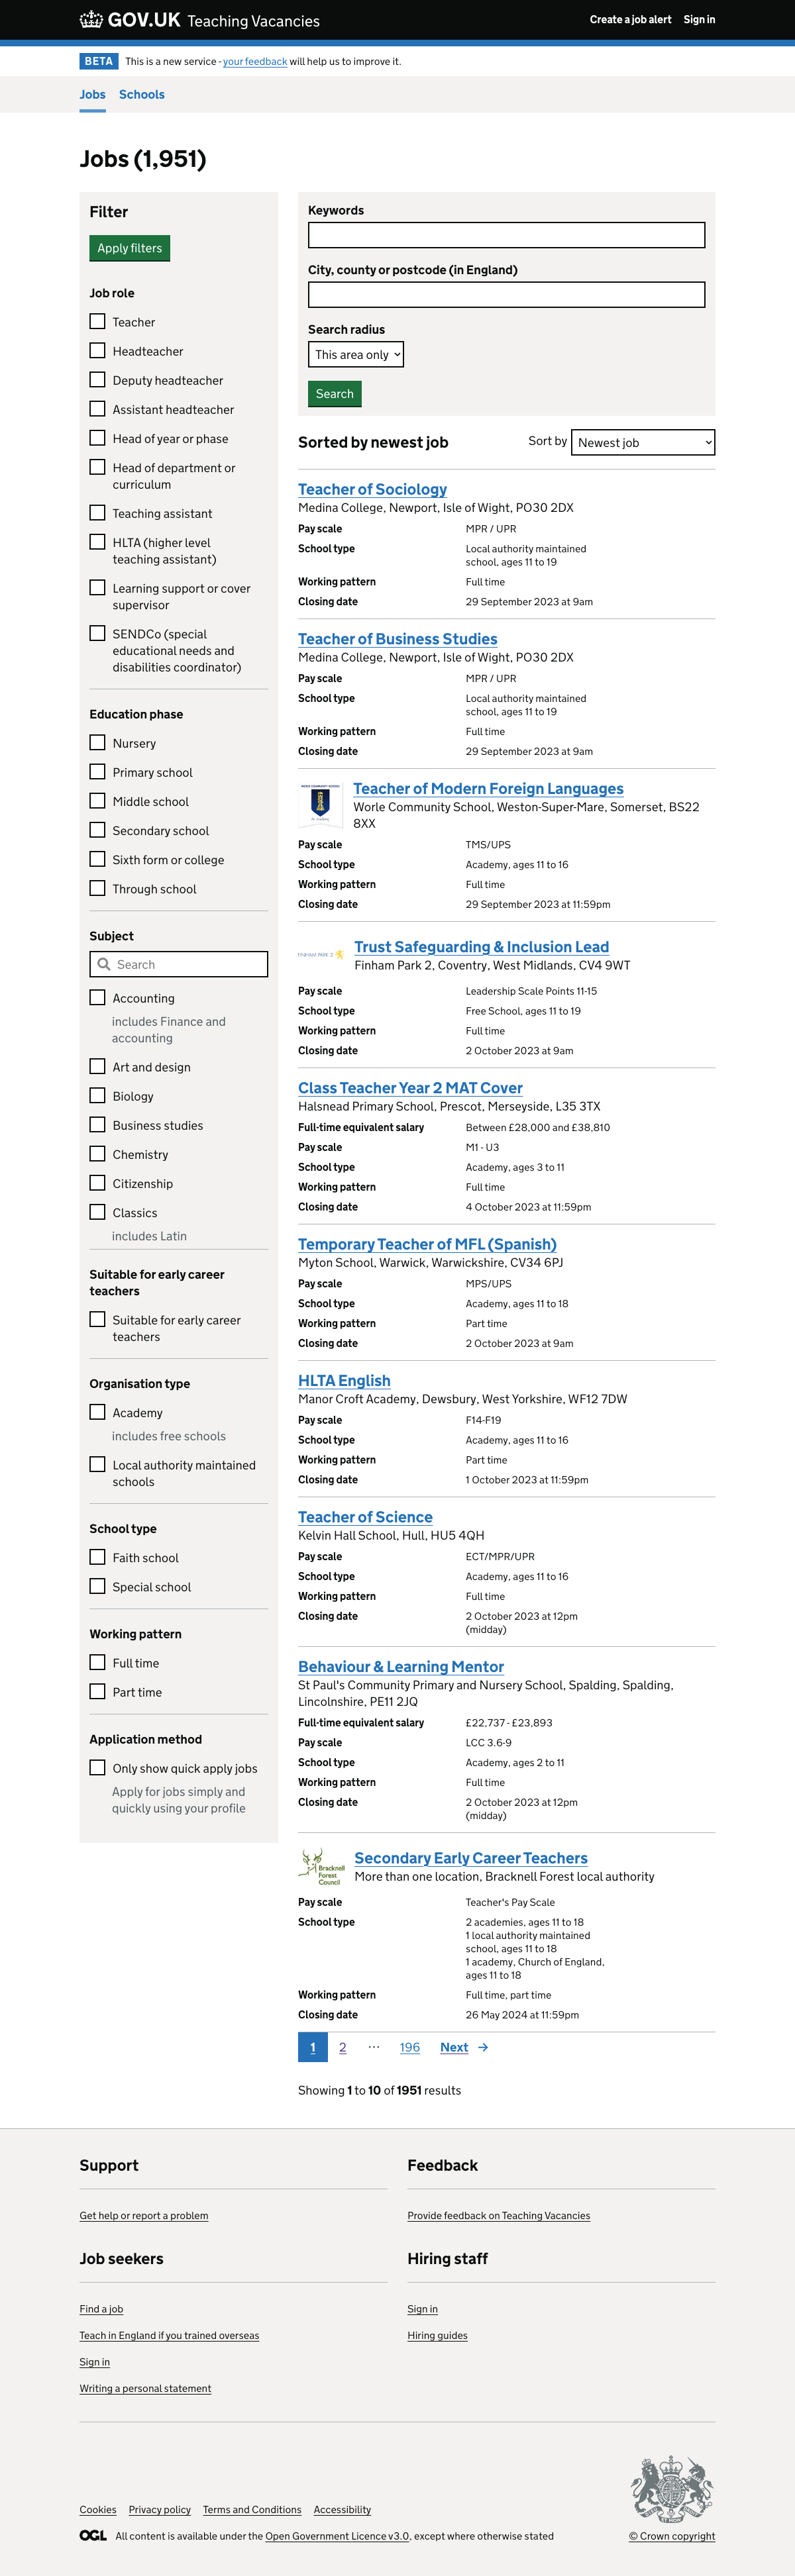 GOV.UK Teaching Vacancies
Create a job alert Sign in
BETA This is a new service - your feedback will help us to improve it.
Jobs Schools
Jobs (1,951)
Filter
Apply filters
Job role
Teacher
Headteacher
Deputy headteacher
Assistant headteacher
Head of year or phase
Head of department or
curriculum
Teaching assistant
HLTA (higher level
teaching assistant)
Learning support or cover
supervisor
SENDCo (special
educational needs and
disabilities coordinator)
Education phase
Nursery
Primary school
Middle school
Secondary school
Sixth form or college
Through school
Subject
Search
Accounting
includes Finance and
accounting
Art and design
Biology
Business studies
Chemistry
Citizenship
Classics
includes Latin
Suitable for early career
teachers
Suitable for early career
teachers
Organisation type
Academy
includes free schools
Local authority maintained
schools
School type
Faith school
Special school
Working pattern
Full time
Part time
Application method
Only show quick apply jobs
Apply for jobs simply and
quickly using your profile
Keywords
City, county or postcode (in England)
Search radius
This area only
Search
Sorted by newest job
Sort by Newest job
Teacher of Sociology
Medina College, Newport, Isle of Wight, PO30 2DX
Pay scale MPR / UPR
School type Local authority maintained
school, ages 11 to 19
Working pattern Full time
Closing date 29 September 2023 at 9am
Teacher of Business Studies
Medina College, Newport, Isle of Wight, PO30 2DX
Pay scale MPR / UPR
School type Local authority maintained
school, ages 11 to 19
Working pattern Full time
Closing date 29 September 2023 at 9am
WORLE COMMUNITY SCHOOL
Teacher of Modern Foreign Languages
Worle Community School, Weston-Super-Mare, Somerset, BS22
8XX
Pay scale TMS/UPS
School type Academy, ages 11 to 16
Working pattern Full time
Closing date 29 September 2023 at 11:59pm
FINHAM PARK 2
Trust Safeguarding & Inclusion Lead
Finham Park 2, Coventry, West Midlands, CV4 9WT
Pay scale Leadership Scale Points 11-15
School type Free School, ages 11 to 19
Working pattern Full time
Closing date 2 October 2023 at 9am
Class Teacher Year 2 MAT Cover
Halsnead Primary School, Prescot, Merseyside, L35 3TX
Full-time equivalent salary Between £28,000 and £38,810
Pay scale M1 - U3
School type Academy, ages 3 to 11
Working pattern Full time
Closing date 4 October 2023 at 11:59pm
Temporary Teacher of MFL (Spanish)
Myton School, Warwick, Warwickshire, CV34 6PJ
Pay scale MPS/UPS
School type Academy, ages 11 to 18
Working pattern Part time
Closing date 2 October 2023 at 9am
HLTA English
Manor Croft Academy, Dewsbury, West Yorkshire, WF12 7DW
Pay scale F14-F19
School type Academy, ages 11 to 16
Working pattern Part time
Closing date 1 October 2023 at 11:59pm
Teacher of Science
Kelvin Hall School, Hull, HU5 4QH
Pay scale ECT/MPR/UPR
School type Academy, ages 11 to 16
Working pattern Full time
Closing date 2 October 2023 at 12pm
(midday)
Behaviour & Learning Mentor
St Paul's Community Primary and Nursery School, Spalding, Spalding,
Lincolnshire, PE11 2JQ
Full-time equivalent salary £22,737 - £23,893
Pay scale LCC 3.6-9
School type Academy, ages 2 to 11
Working pattern Full time
Closing date 2 October 2023 at 12pm
(midday)
Bracknell
Forest
Council
Secondary Early Career Teachers
More than one location, Bracknell Forest local authority
Pay scale Teacher's Pay Scale
School type 2 academies, ages 11 to 18
1 local authority maintained
school, ages 11 to 18
1 academy, Church of England,
ages 11 to 18
Working pattern Full time, part time
Closing date 26 May 2024 at 11:59pm
1 2 ⋯ 196 Next →
Showing 1 to 10 of 1951 results
Support
Get help or report a problem
Feedback
Provide feedback on Teaching Vacancies
Job seekers
Find a job
Teach in England if you trained overseas
Sign in
Writing a personal statement
Hiring staff
Sign in
Hiring guides
Cookies Privacy policy Terms and Conditions Accessibility
OGL All content is available under the Open Government Licence v3.0, except where otherwise stated
© Crown copyright